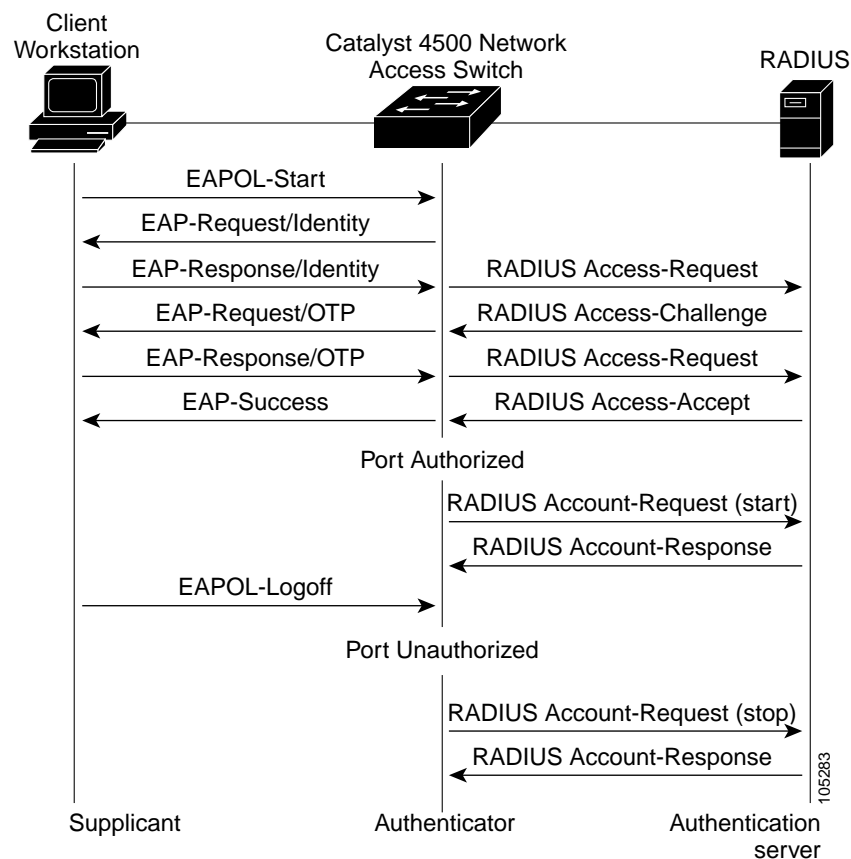 Client
Workstation
Catalyst 4500 Network
Access Switch
RADIUS
EAPOL-Start
EAP-Request/Identity
EAP-Response/Identity
RADIUS Access-Request
EAP-Request/OTP
RADIUS Access-Challenge
EAP-Response/OTP
RADIUS Access-Request
EAP-Success
RADIUS Access-Accept
Port Authorized
RADIUS Account-Request (start)
RADIUS Account-Response
EAPOL-Logoff
Port Unauthorized
RADIUS Account-Request (stop)
RADIUS Account-Response
105283
Supplicant
Authenticator
Authentication
server